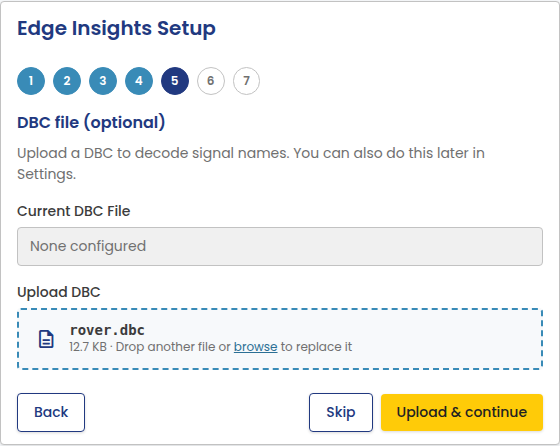 Edge Insights Setup
1 2 3 4 5 6 7
DBC file (optional)
Upload a DBC to decode signal names. You can also do this later in
Settings.
Current DBC File
None configured
Upload DBC
rover.dbc
12.7 KB · Drop another file or browse to replace it
Back Skip Upload & continue